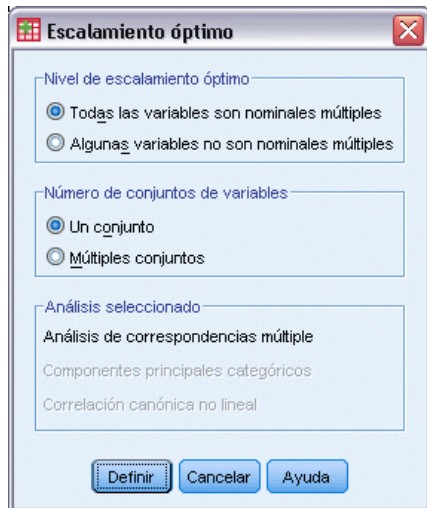 Escalamiento óptimo
Nivel de escalamiento óptimo
Todas las variables son nominales múltiples
Algunas variables no son nominales múltiples
Número de conjuntos de variables
Un conjunto
Múltiples conjuntos
Análisis seleccionado
Análisis de correspondencias múltiple
Componentes principales categóricos
Correlación canónica no lineal
Definir Cancelar Ayuda